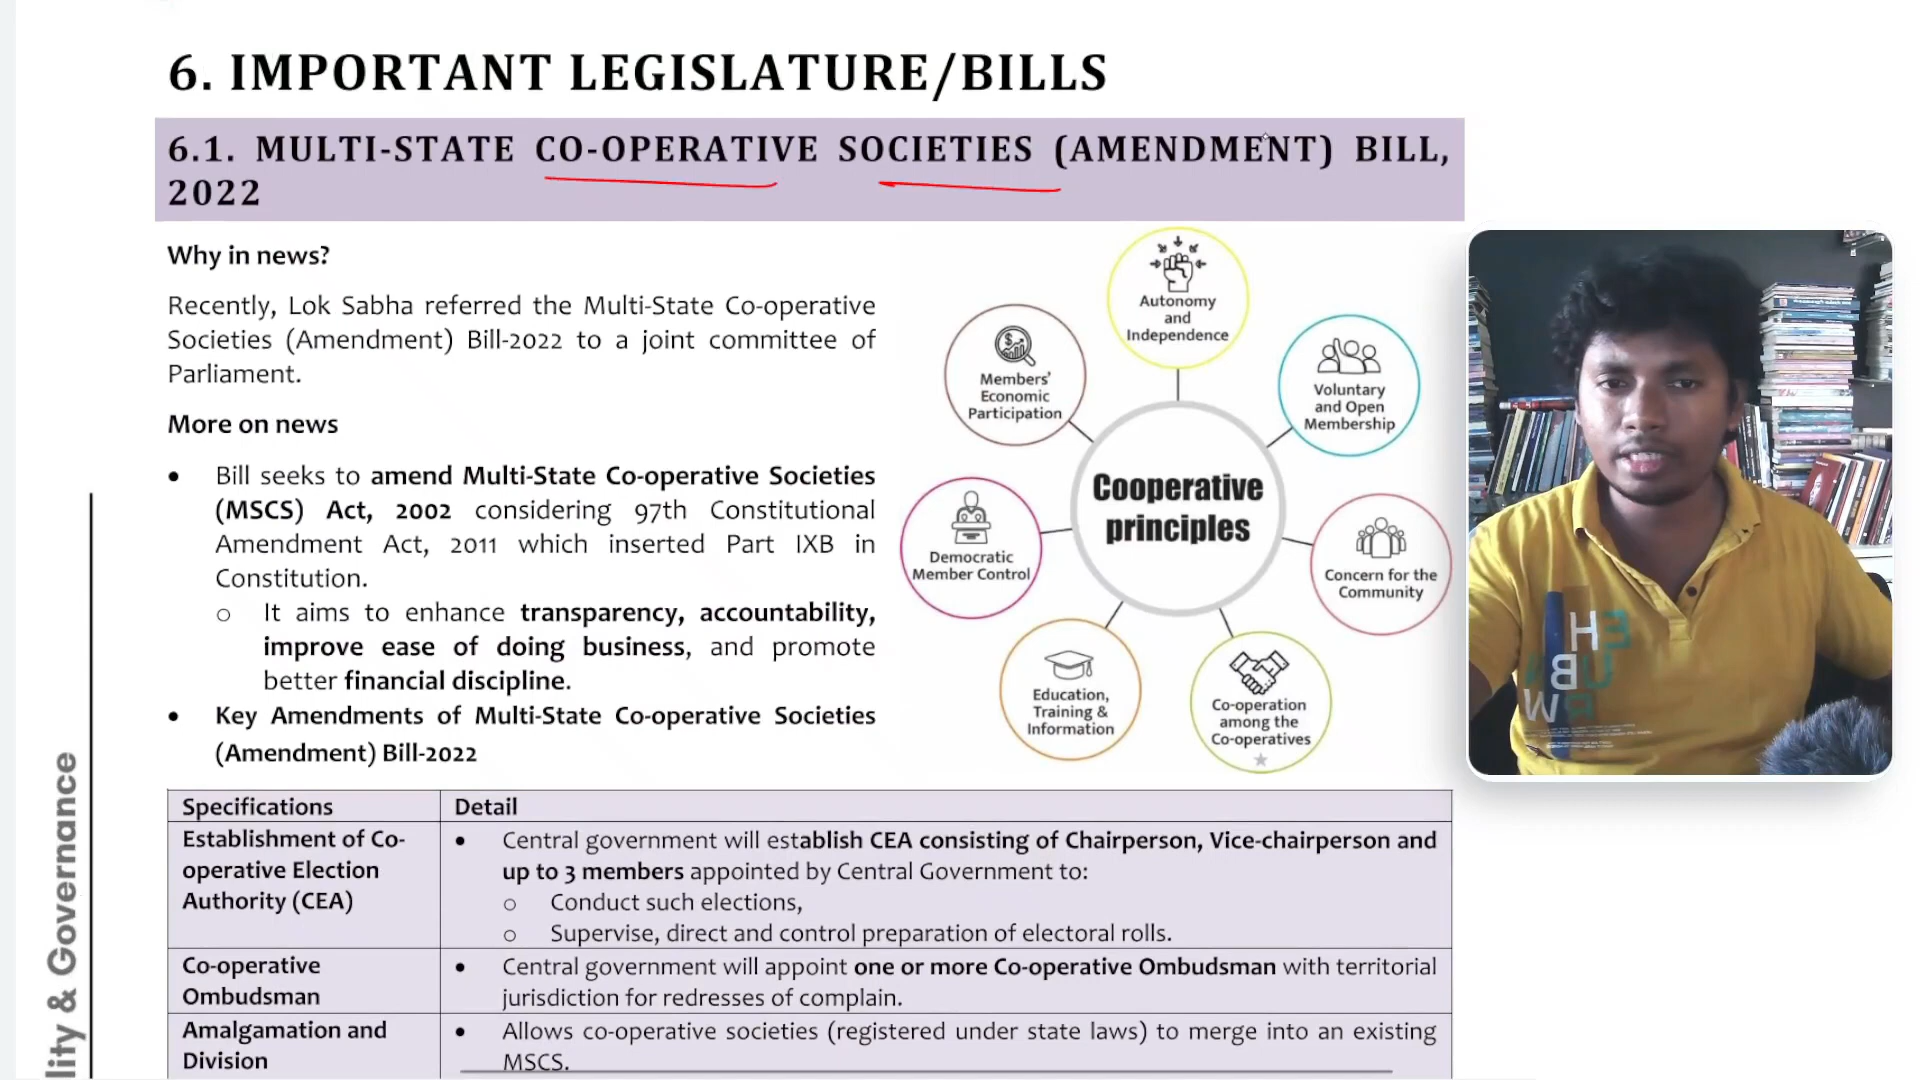 6. IMPORTANT LEGISLATURE/BILLS
6.1. MULTI-STATE CO-OPERATIVE SOCIETIES (AMENDMENT) BILL,
2022
Why in news?
Recently, Lok Sabha referred the Multi-State Co-operative
Societies (Amendment) Bill-2022 to a joint committee of
Parliament.
More on news
• Bill seeks to amend Multi-State Co-operative Societies
(MSCS) Act, 2002 considering 97th Constitutional
Amendment Act, 2011 which inserted Part IXB in
Constitution.
o It aims to enhance transparency, accountability,
improve ease of doing business, and promote
better financial discipline.
• Key Amendments of Multi-State Co-operative Societies
(Amendment) Bill-2022
Cooperative
principles
Autonomy
and
Independence
Voluntary
and Open
Membership
Concern for the
Community
Co-operation
among the
Co-operatives
Education,
Training &
Information
Democratic
Member Control
Members'
Economic
Participation
Specifications
Detail
Establishment of Co-
operative Election
Authority (CEA)
• Central government will establish CEA consisting of Chairperson, Vice-chairperson and
up to 3 members appointed by Central Government to:
o Conduct such elections,
o Supervise, direct and control preparation of electoral rolls.
Co-operative
Ombudsman
• Central government will appoint one or more Co-operative Ombudsman with territorial
jurisdiction for redresses of complain.
Amalgamation and
Division
• Allows co-operative societies (registered under state laws) to merge into an existing
MSCS.
lity & Governance